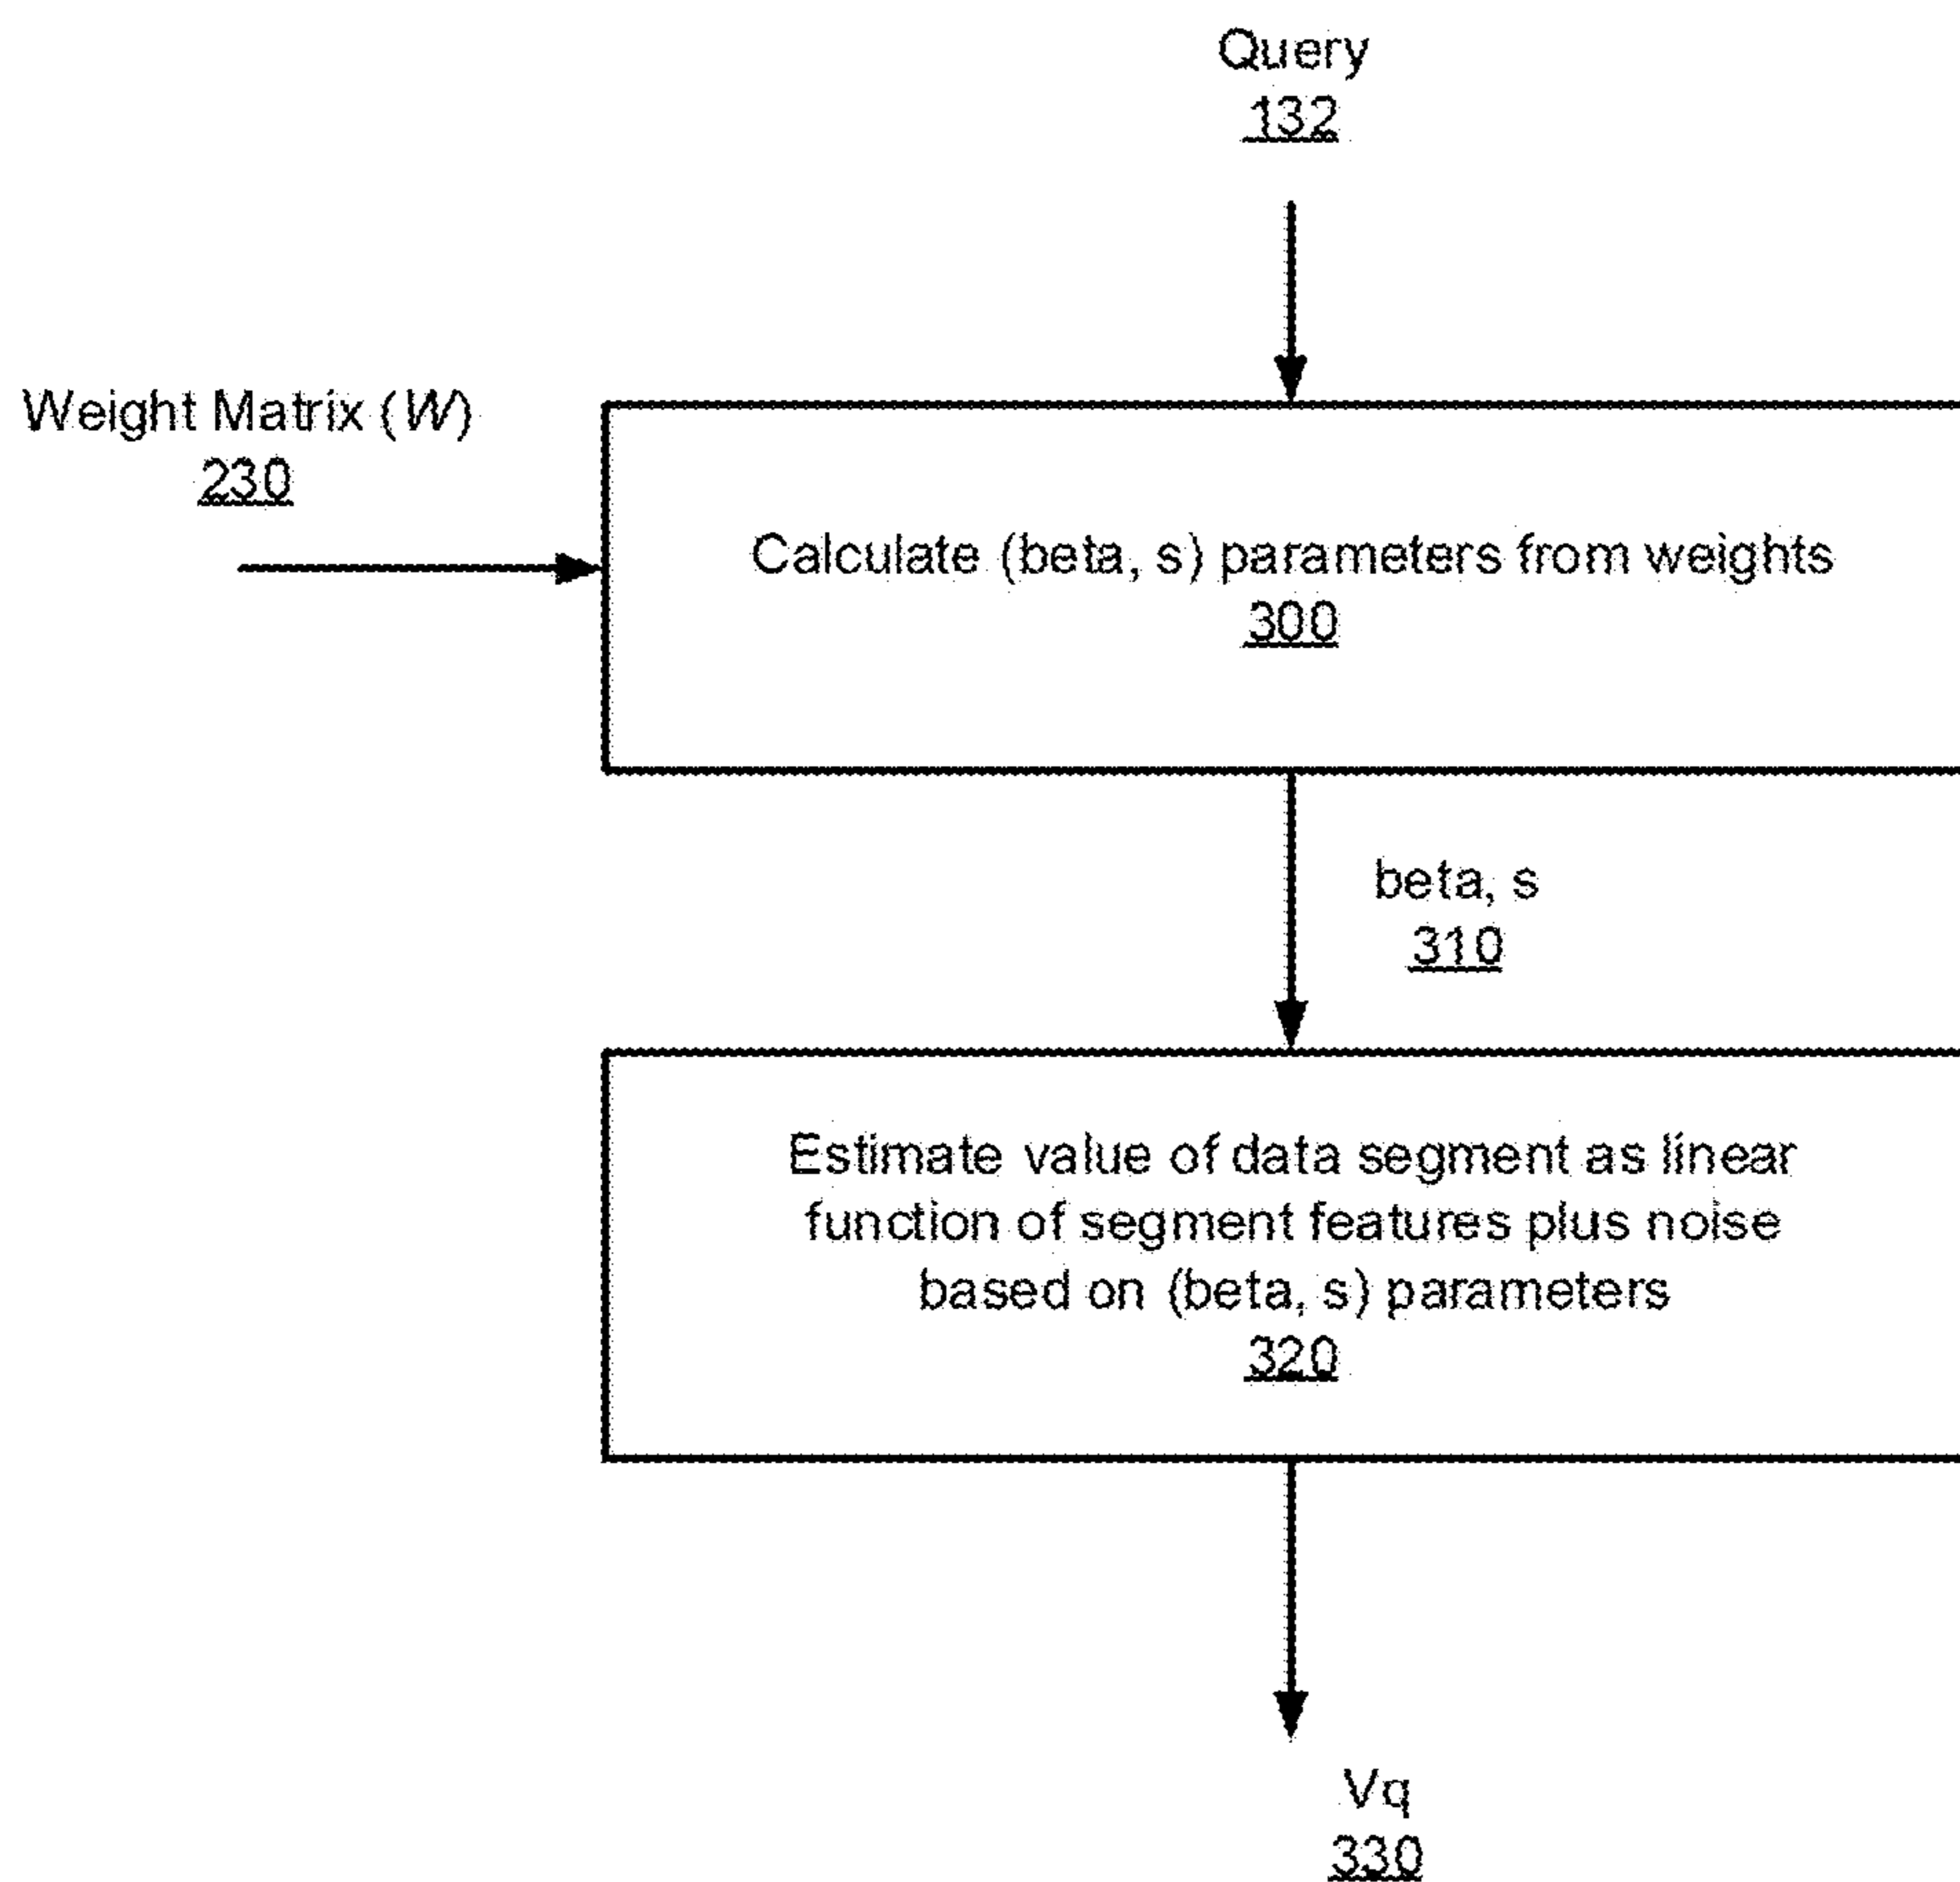 Query
132
Weight Matrix (W)
230
Calculate (beta, s) parameters from weights
300
beta, s
310
Estimate value of data segment as linear
function of segment features plus noise
based on (beta, s) parameters
320
Vq
330